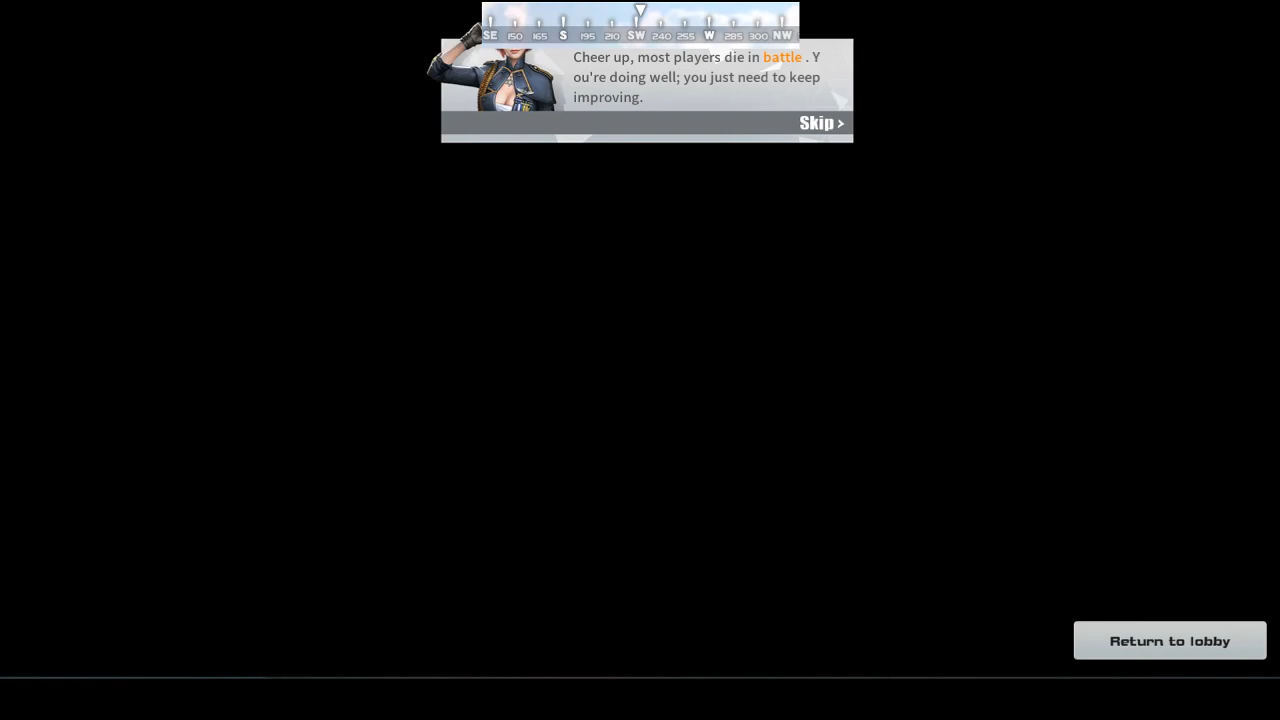 SE 150 165 S 195 210 SW 240 255 W 285 300 NW
Cheer up, most players die in battle . Y
ou're doing well; you just need to keep
improving.
Skip >
Return to lobby